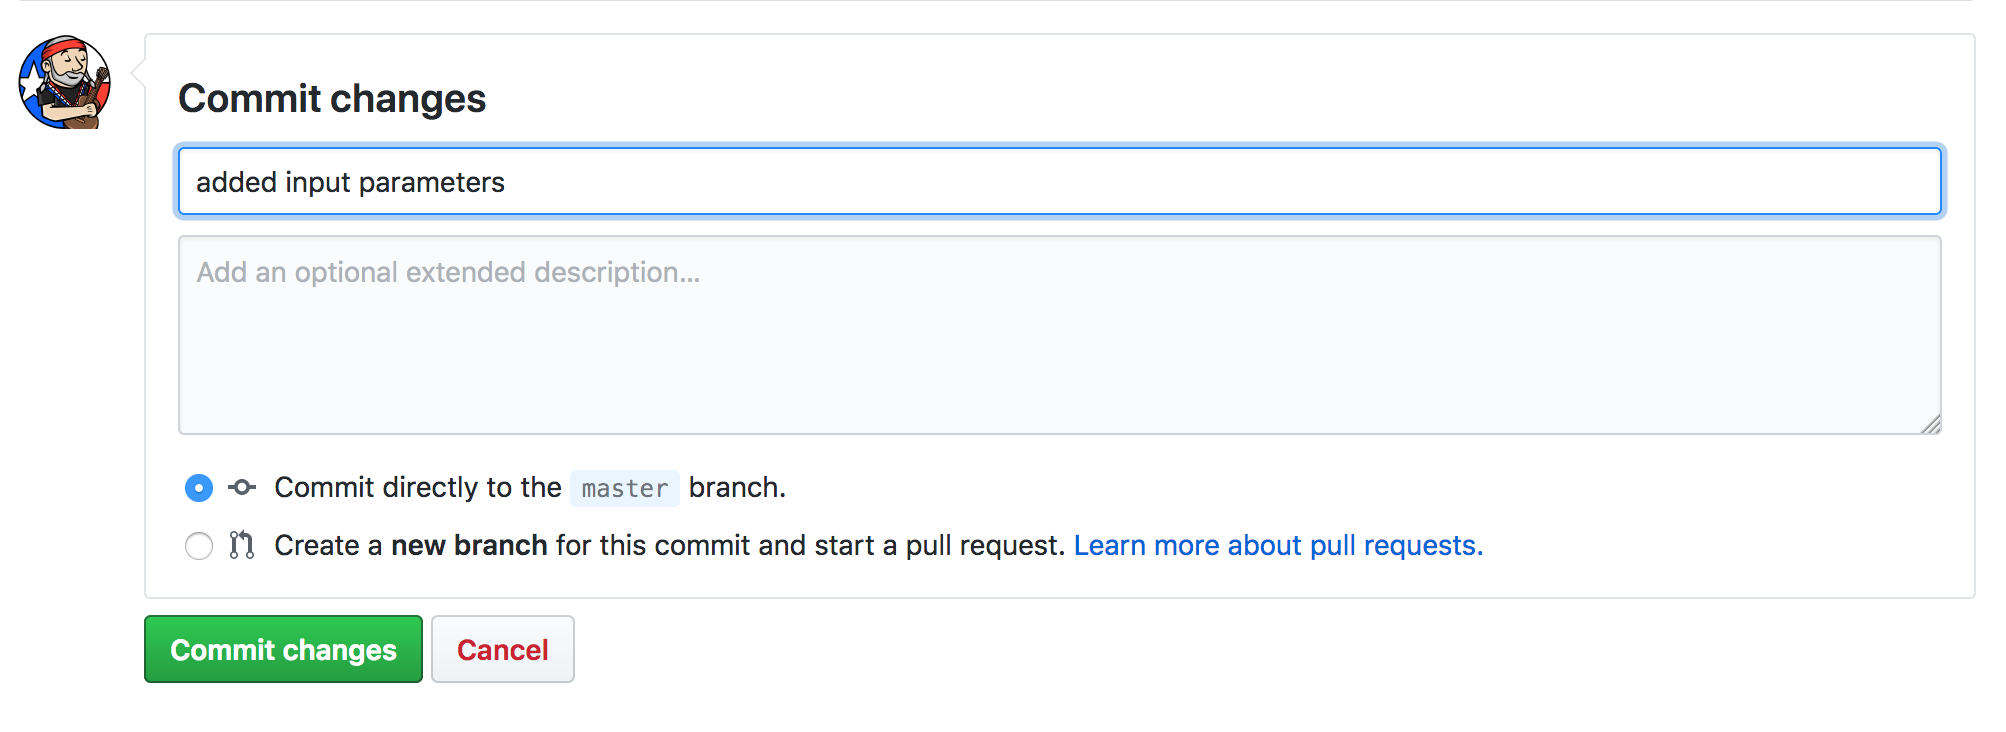 Commit changes
added input parameters
Add an optional extended description...
Commit directly to the master branch.
Create a new branch for this commit and start a pull request. Learn more about pull requests.
Commit changes Cancel